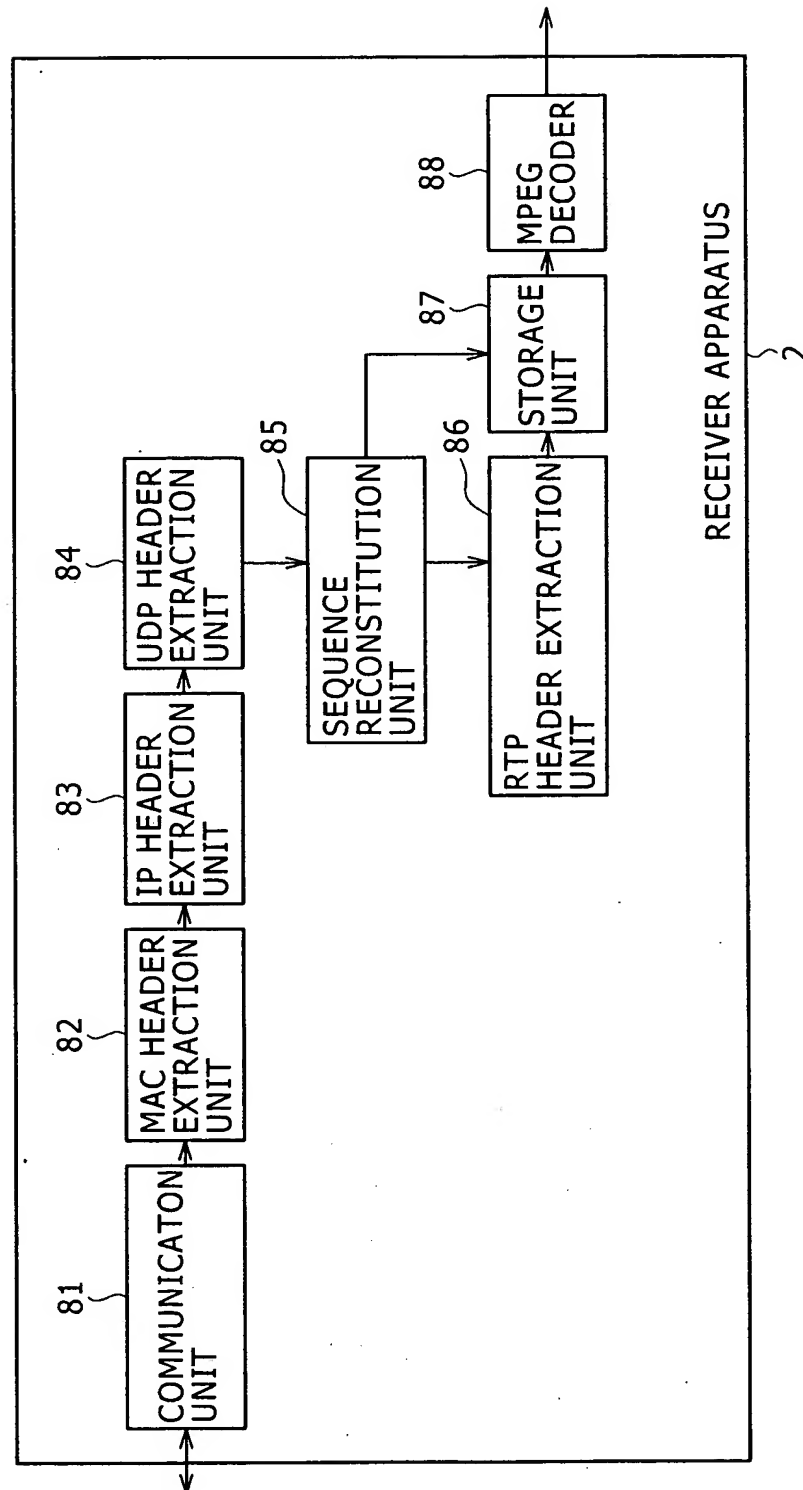 81
COMMUNICATON
UNIT
82
MAC HEADER
EXTRACTION
UNIT
83
IP HEADER
EXTRACTION
UNIT
84
UDP HEADER
EXTRACTION
UNIT
85
SEQUENCE
RECONSTITUTION
UNIT
86
RTP
HEADER EXTRACTION
UNIT
87
STORAGE
UNIT
88
MPEG
DECODER
RECEIVER APPARATUS
2